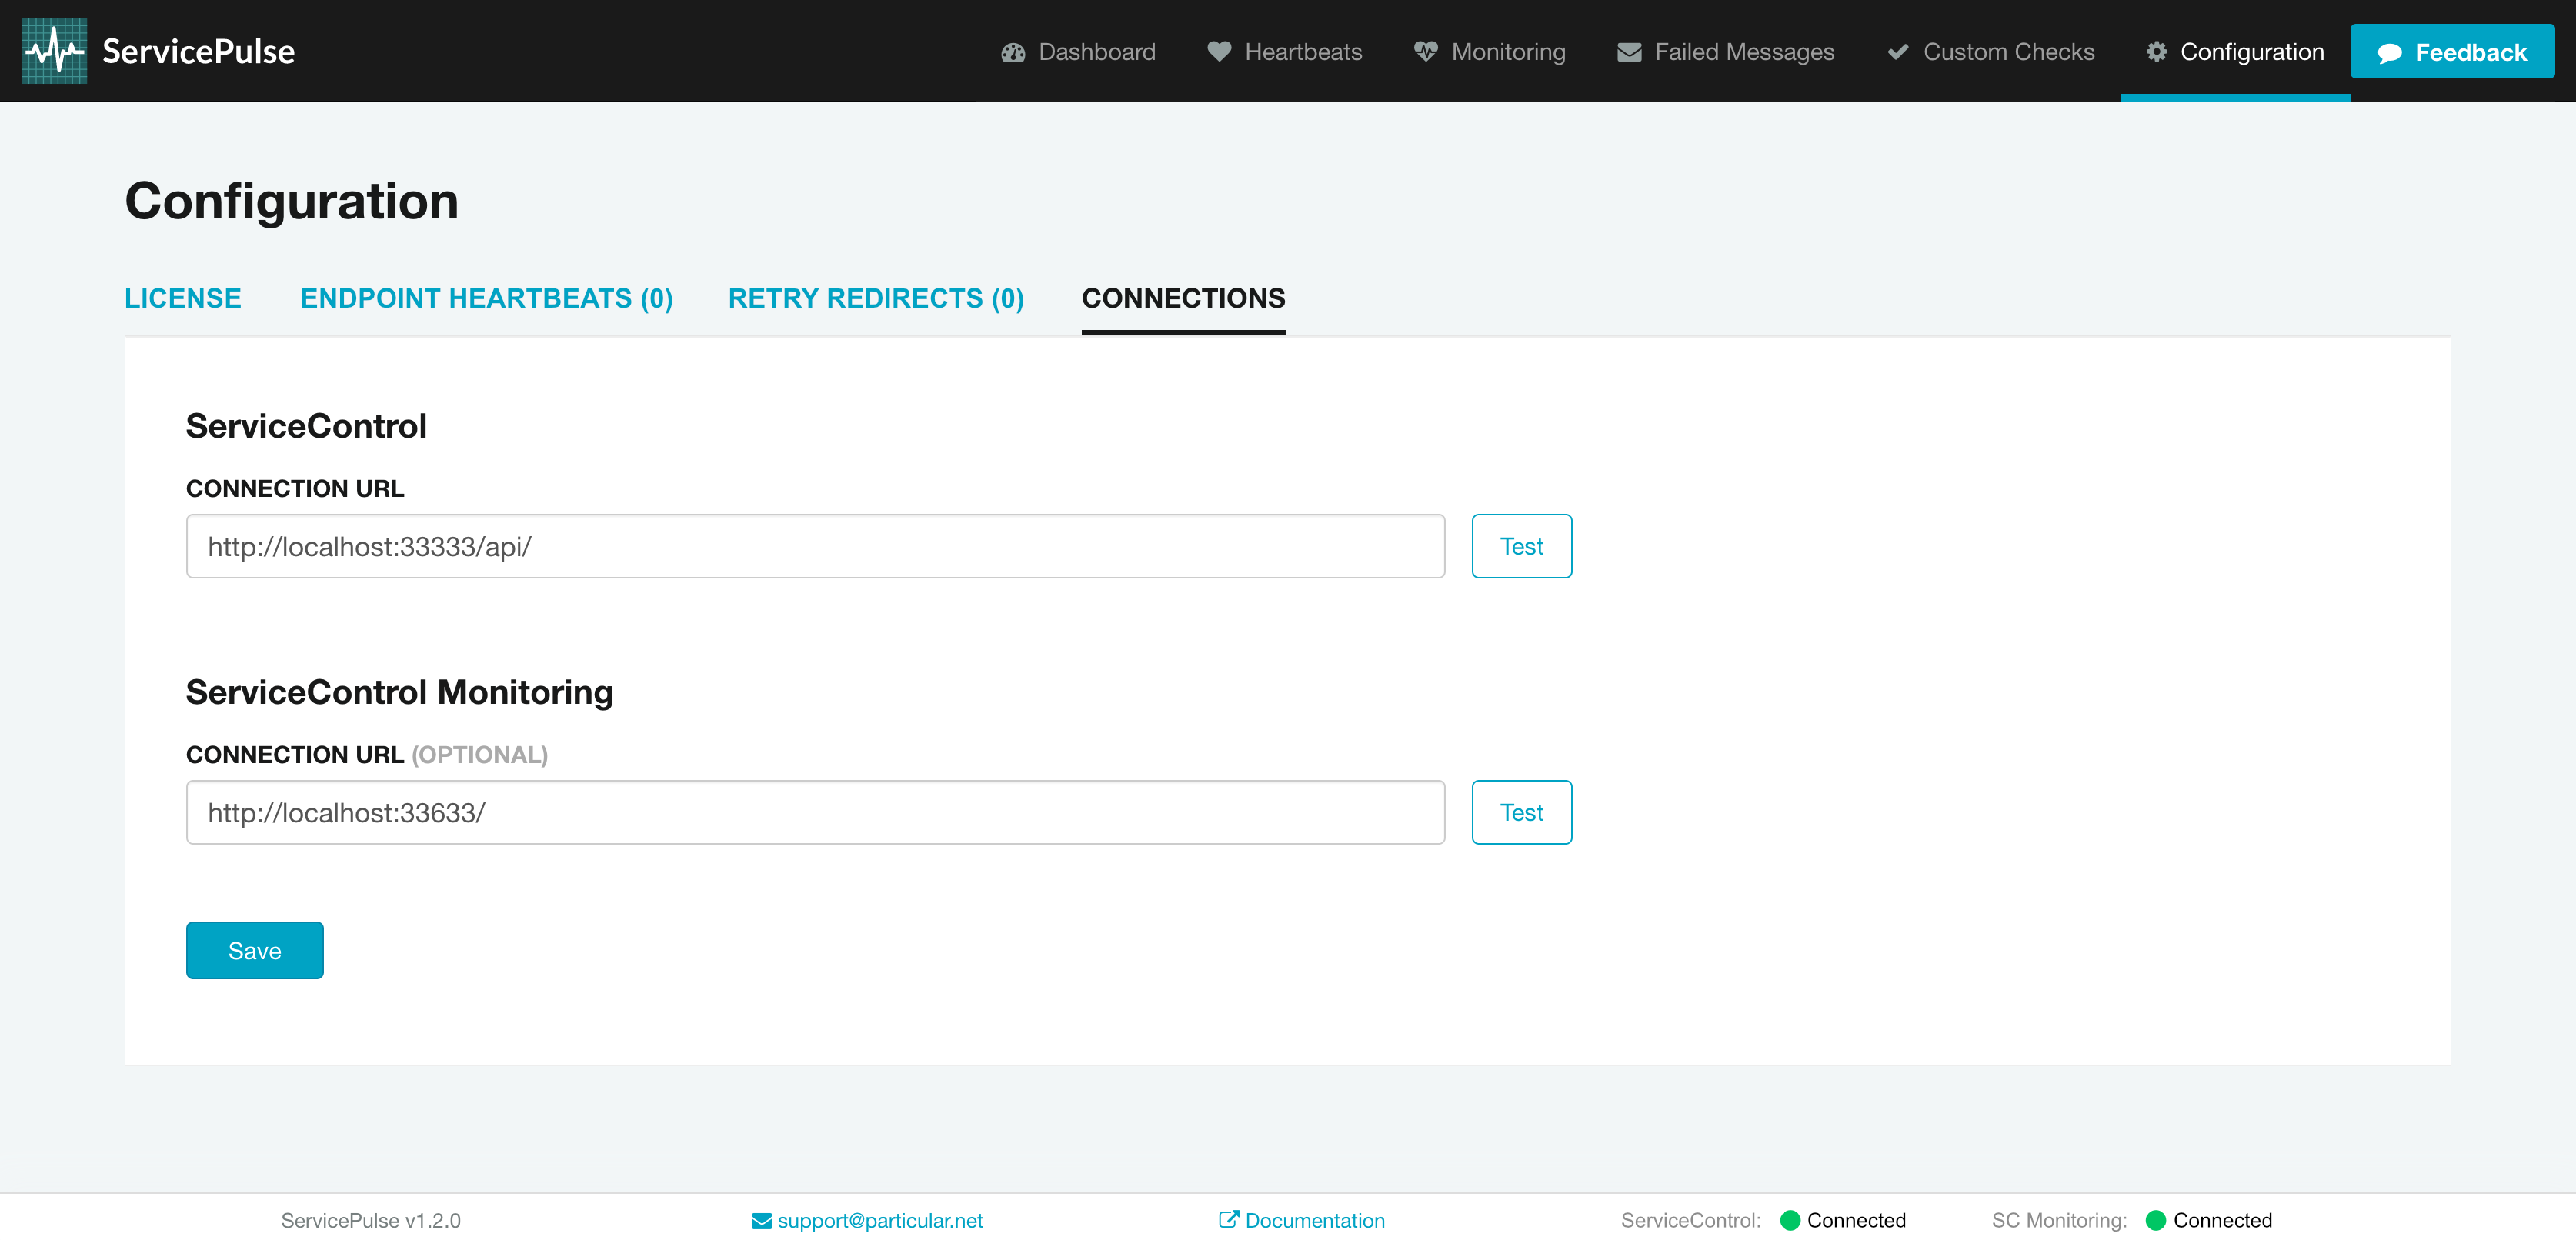 ServicePulse Dashboard Heartbeats Monitoring Failed Messages Custom Checks Configuration Feedback
Configuration
LICENSE ENDPOINT HEARTBEATS (0) RETRY REDIRECTS (0) CONNECTIONS
ServiceControl
CONNECTION URL
http://localhost:33333/api/ Test
ServiceControl Monitoring
CONNECTION URL (OPTIONAL)
http://localhost:33633/ Test
Save
ServicePulse v1.2.0 support@particular.net Documentation ServiceControl: Connected SC Monitoring: Connected